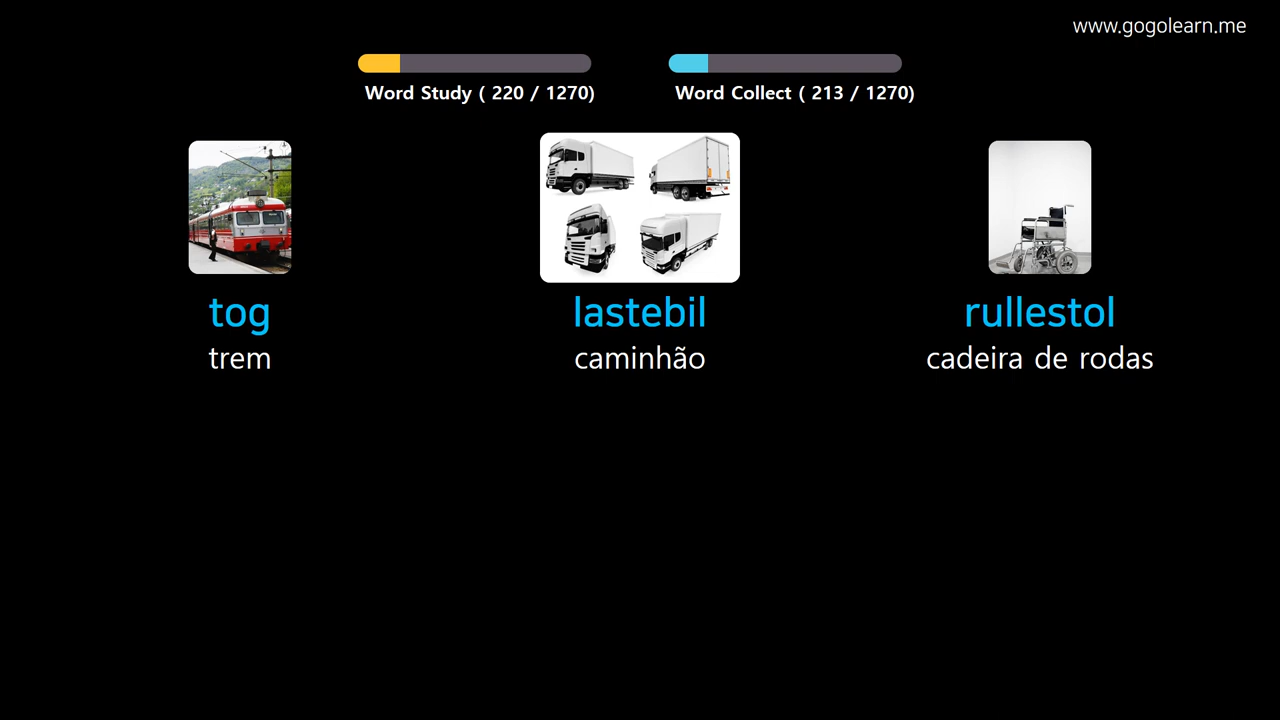 www.gogolearn.me
Word Study ( 220 / 1270)
Word Collect ( 213 / 1270)
tog
lastebil
rullestol
trem
caminhão
cadeira de rodas